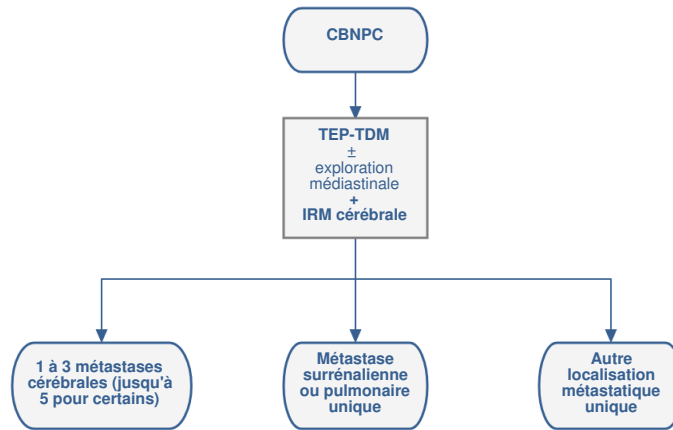 CBNPC
TEP-TDM
±
exploration
médiastinale
+
IRM cérébrale
1 à 3 métastases
cérébrales (jusqu'à
5 pour certains)
Métastase
surrénalienne
ou pulmonaire
unique
Autre
localisation
métastatique
unique